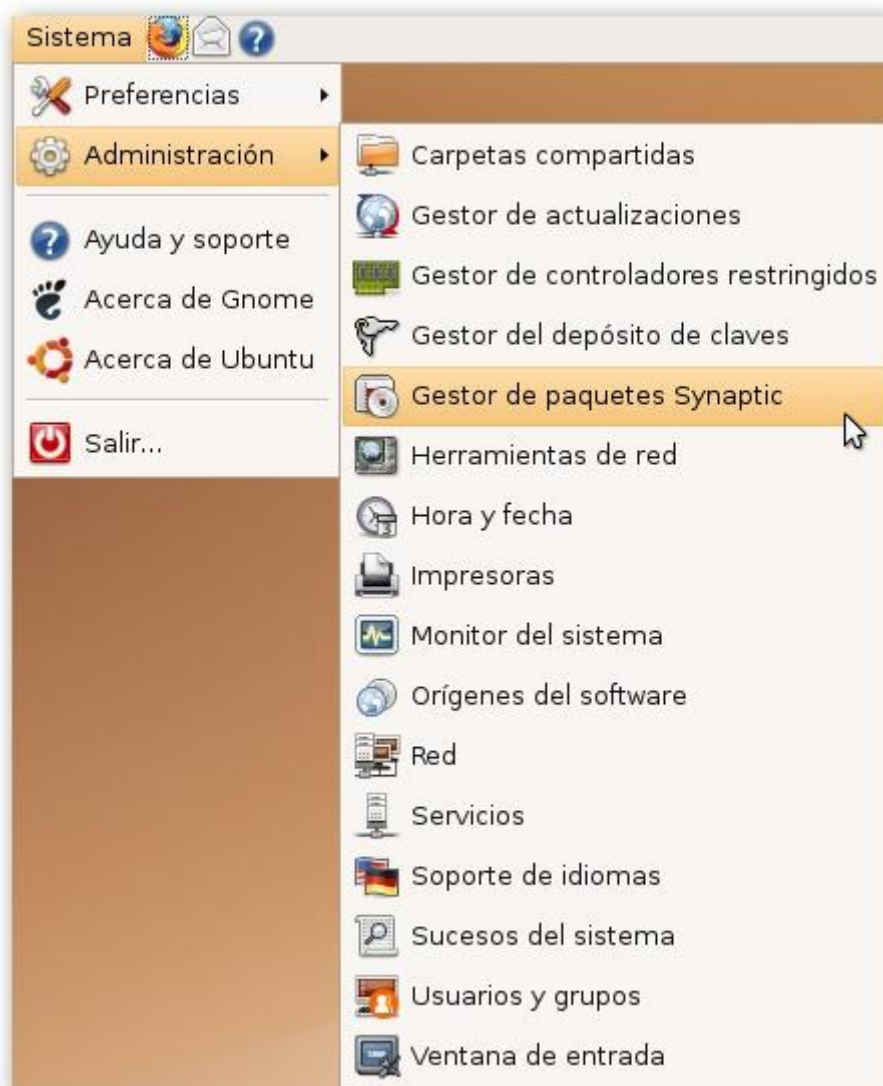 Sistema
Preferencias
Administración
Ayuda y soporte
Acerca de Gnome
Acerca de Ubuntu
Salir...
Carpetas compartidas
Gestor de actualizaciones
Gestor de controladores restringidos
Gestor del depósito de claves
Gestor de paquetes Synaptic
Herramientas de red
Hora y fecha
Impresoras
Monitor del sistema
Orígenes del software
Red
Servicios
Soporte de idiomas
Sucesos del sistema
Usuarios y grupos
Ventana de entrada